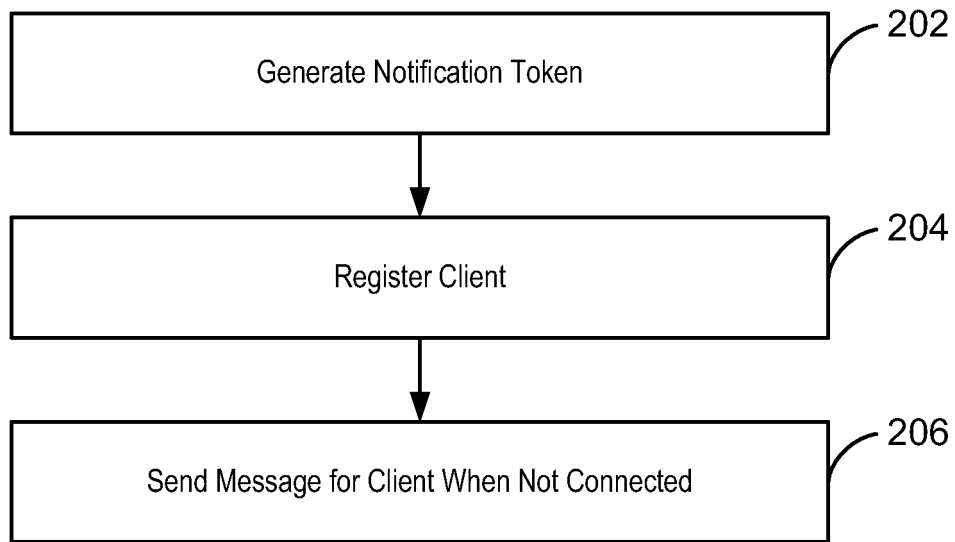 202
Generate Notification Token
204
Register Client
206
Send Message for Client When Not Connected